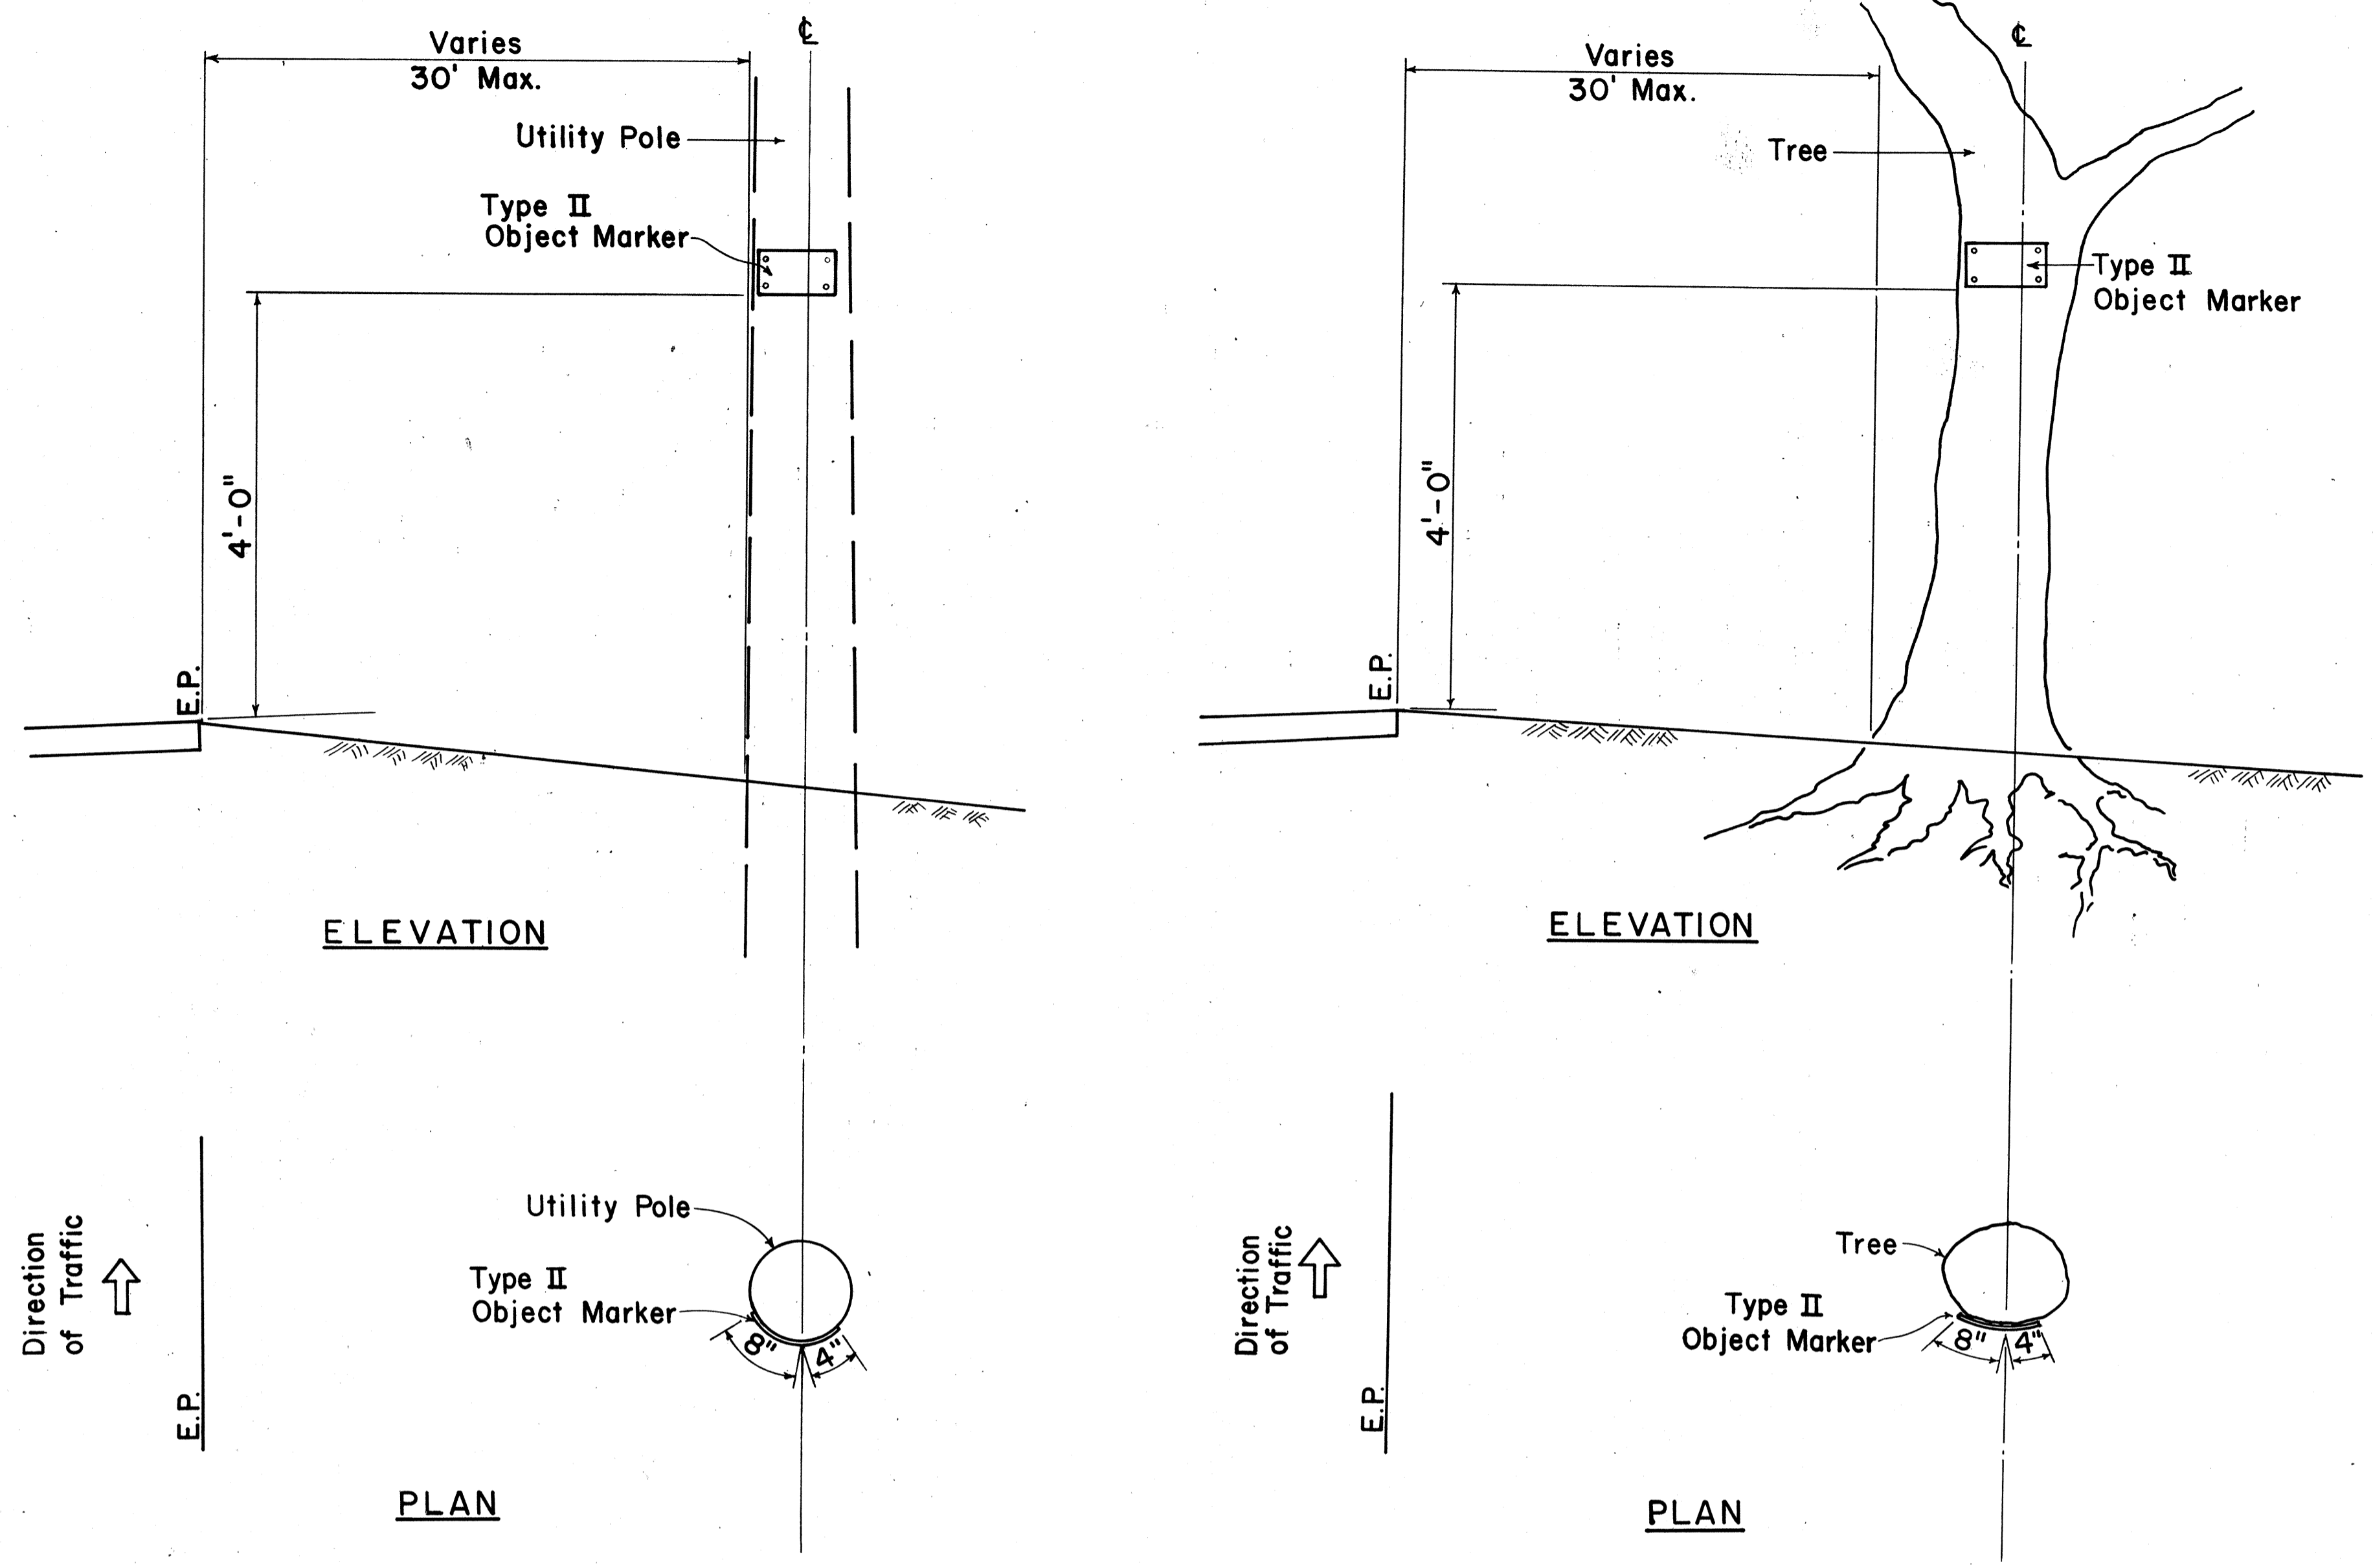 ℄
Varies
30' Max.
Utility Pole
Type II
Object Marker
4'-0"
E.P.
ELEVATION
Utility Pole
Type II
Object Marker
8"
4"
Direction
of Traffic
E.P.
PLAN
℄
Varies
30' Max.
Tree
Type II
Object Marker
4'-0"
E.P.
ELEVATION
Tree
Type II
Object Marker
8"
4"
Direction
of Traffic
E.P.
PLAN